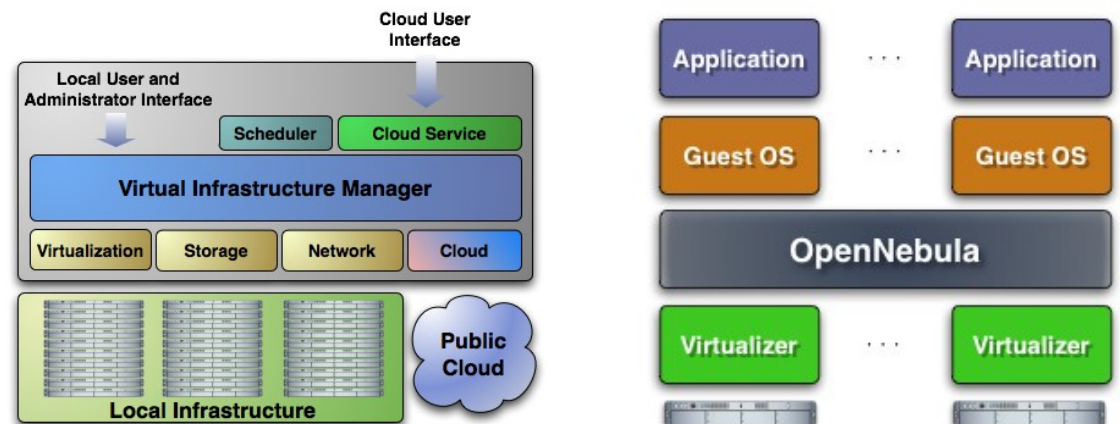 Cloud User
Interface
Local User and
Administrator Interface
Scheduler
Cloud Service
Virtual Infrastructure Manager
Virtualization
Storage
Network
Cloud
Local Infrastructure
Public
Cloud
Application
. . .
Application
Guest OS
. . .
Guest OS
OpenNebula
Virtualizer
. . .
Virtualizer